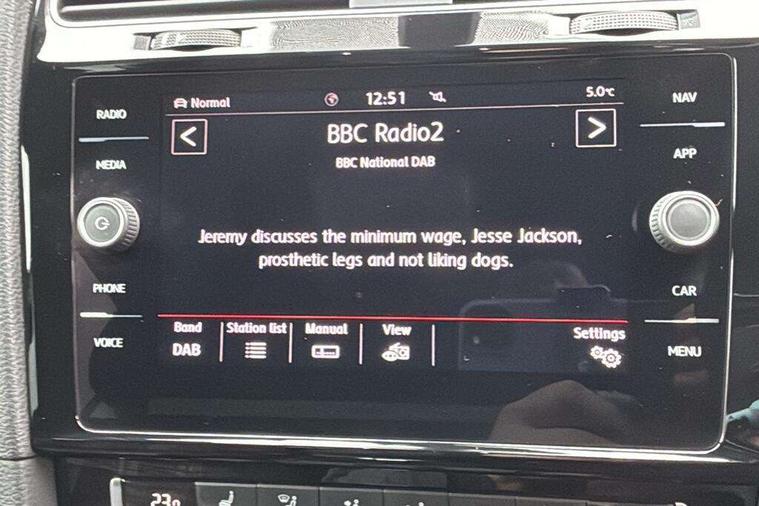 RADIO
MEDIA
PHONE
VOICE
Normal
12:51
5.0°C
BBC Radio2
BBC National DAB
Jeremy discusses the minimum wage, Jesse Jackson,
prosthetic legs and not liking dogs.
Band
DAB
Station list
Manual
View
Settings
NAV
APP
CAR
MENU